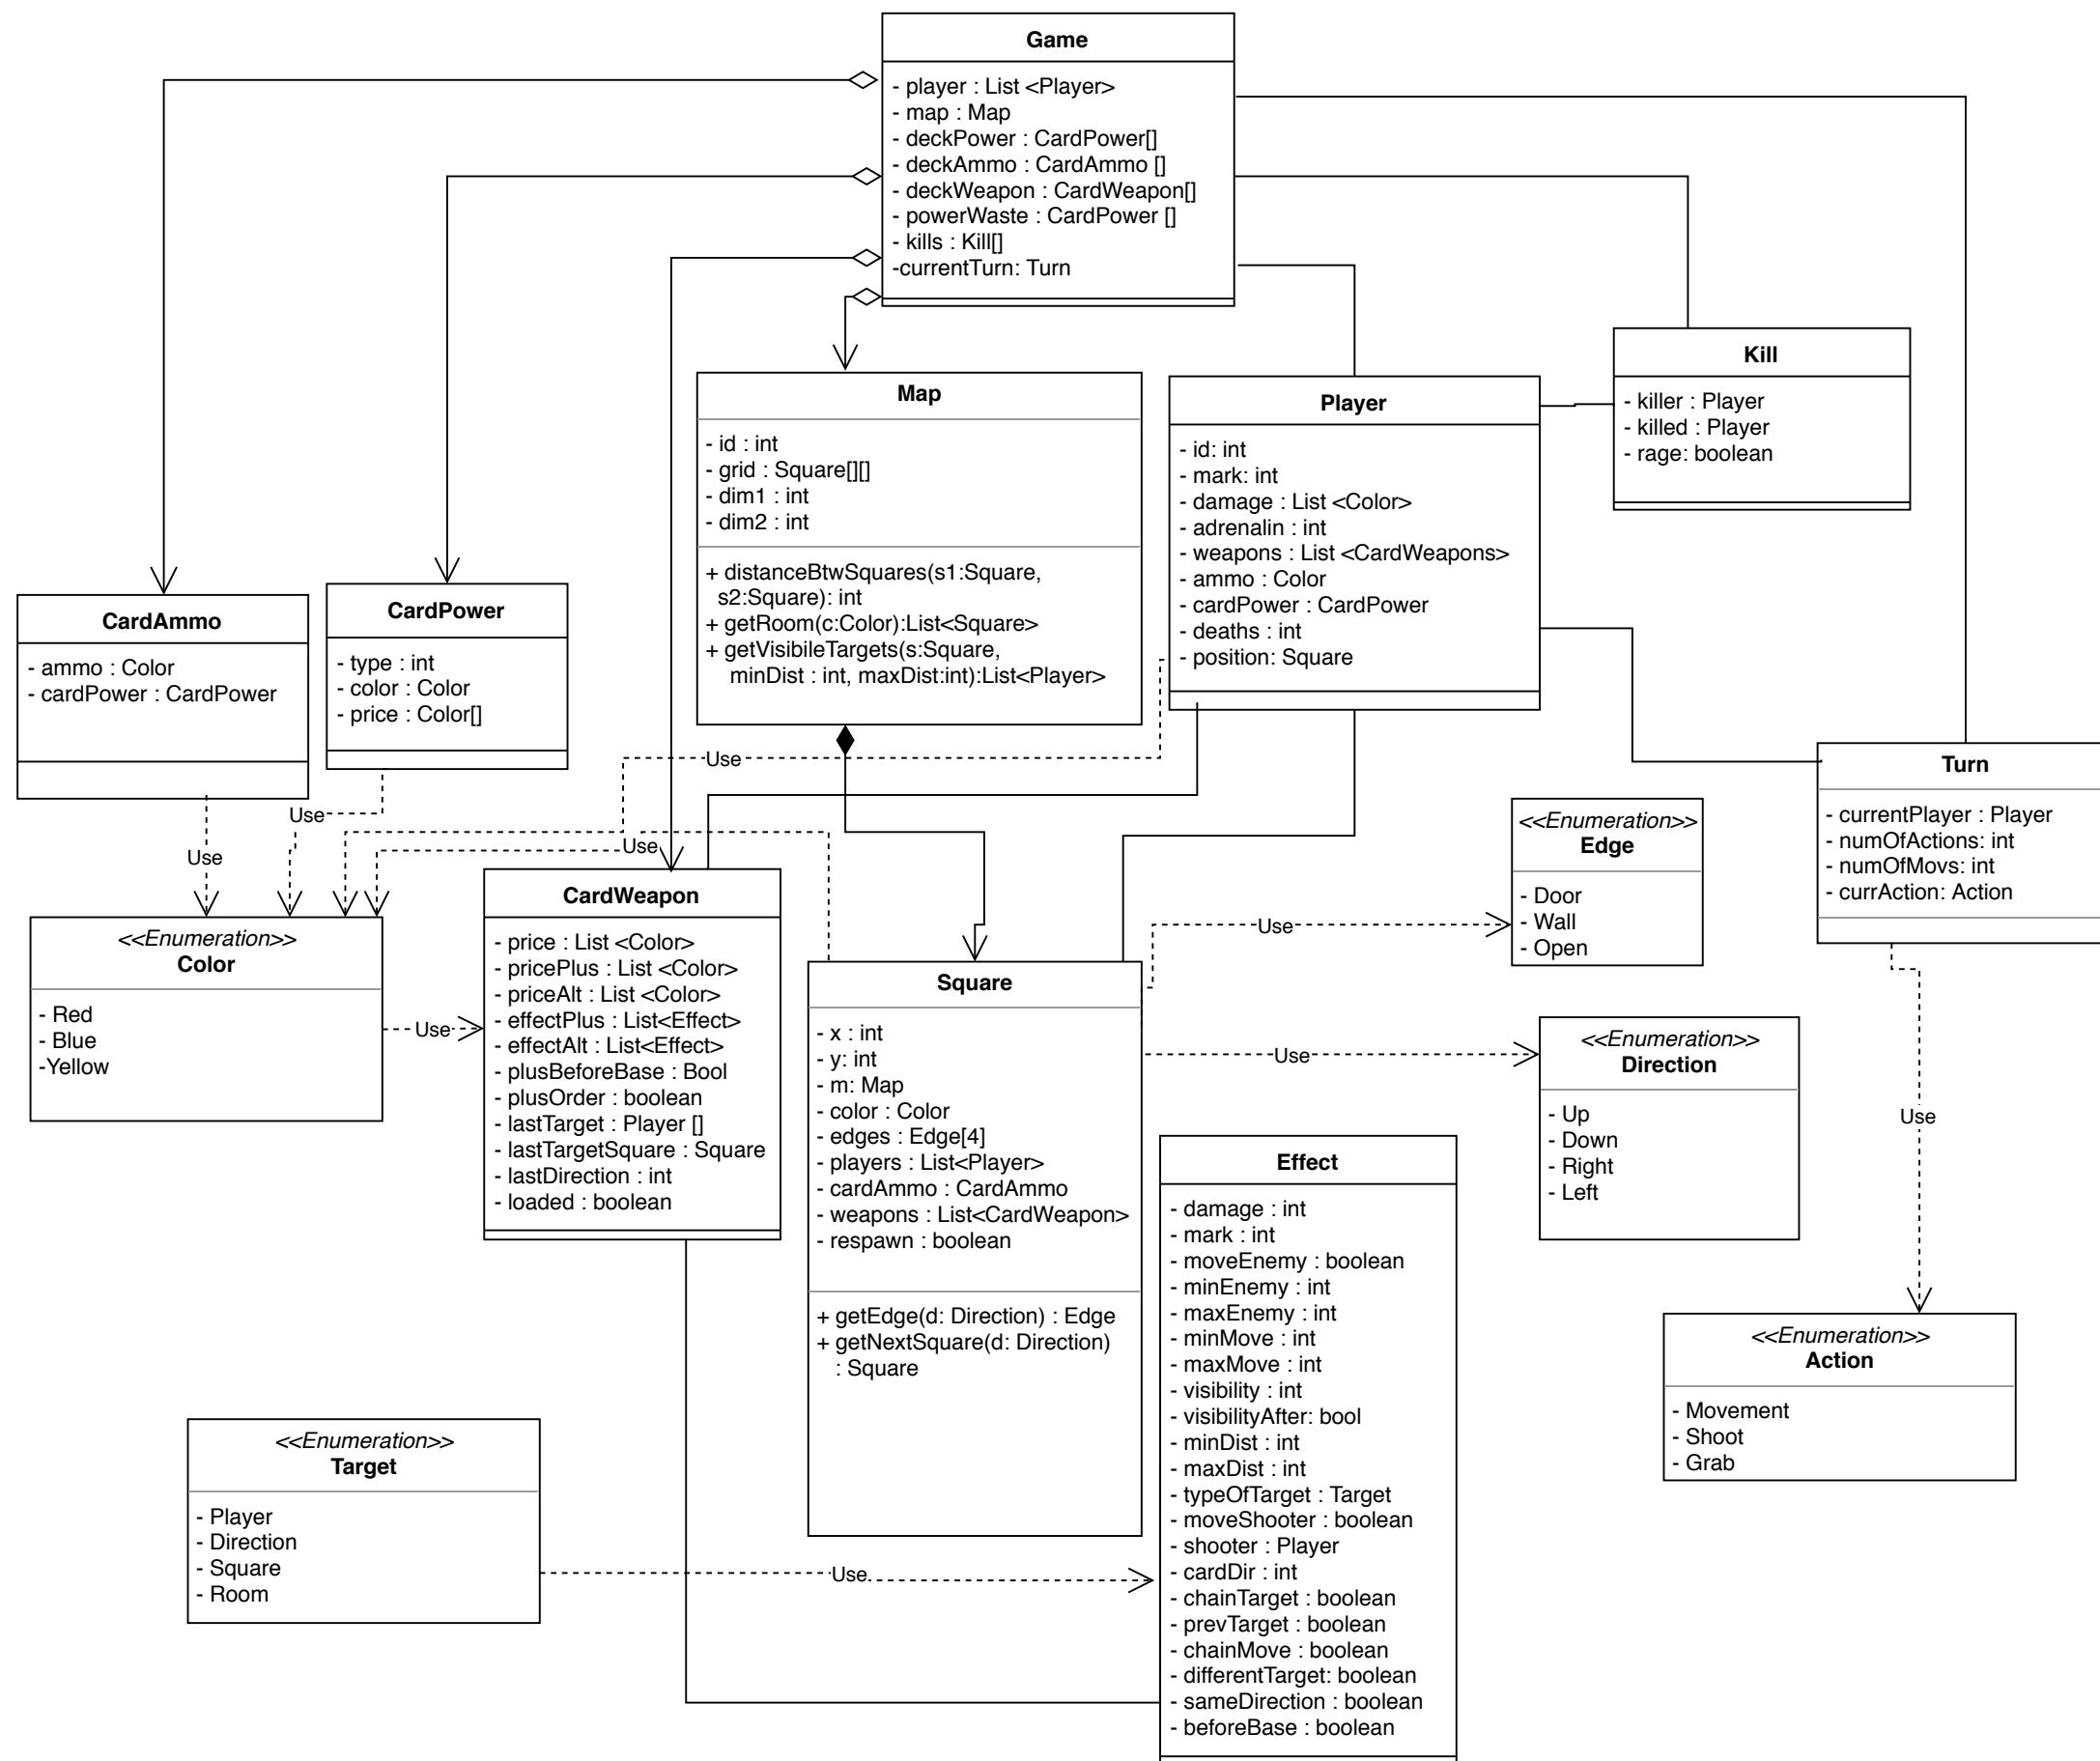 Game
- player : List <Player>
- map : Map
- deckPower : CardPower[]
- deckAmmo : CardAmmo []
- deckWeapon : CardWeapon[]
- powerWaste : CardPower []
- kills : Kill[]
-currentTurn: Turn
Kill
- killer : Player
- killed : Player
- rage: boolean
Map
- id : int
- grid : Square[][]
- dim1 : int
- dim2 : int
+ distanceBtwSquares(s1:Square,
s2:Square): int
+ getRoom(c:Color):List<Square>
+ getVisibileTargets(s:Square,
minDist : int, maxDist:int):List<Player>
Player
- id: int
- mark: int
- damage : List <Color>
- adrenalin : int
- weapons : List <CardWeapons>
- ammo : Color
- cardPower : CardPower
- deaths : int
- position: Square
CardAmmo
- ammo : Color
- cardPower : CardPower
CardPower
- type : int
- color : Color
- price : Color[]
Use
Use
Use
Use
Turn
- currentPlayer : Player
- numOfActions: int
- numOfMovs: int
- currAction: Action
<<Enumeration>>
Edge
- Door
- Wall
- Open
<<Enumeration>>
Color
- Red
- Blue
-Yellow
Use
CardWeapon
- price : List <Color>
- pricePlus : List <Color>
- priceAlt : List <Color>
- effectPlus : List<Effect>
- effectAlt : List<Effect>
- plusBeforeBase : Bool
- plusOrder : boolean
- lastTarget : Player []
- lastTargetSquare : Square
- lastDirection : int
- loaded : boolean
Square
- x : int
- y: int
- m: Map
- color : Color
- edges : Edge[4]
- players : List<Player>
- cardAmmo : CardAmmo
- weapons : List<CardWeapon>
- respawn : boolean
+ getEdge(d: Direction) : Edge
+ getNextSquare(d: Direction)
: Square
Use
Use
<<Enumeration>>
Direction
- Up
- Down
- Right
- Left
Use
Effect
- damage : int
- mark : int
- moveEnemy : boolean
- minEnemy : int
- maxEnemy : int
- minMove : int
- maxMove : int
- visibility : int
- visibilityAfter: bool
- minDist : int
- maxDist : int
- typeOfTarget : Target
- moveShooter : boolean
- shooter : Player
- cardDir : int
- chainTarget : boolean
- prevTarget : boolean
- chainMove : boolean
- differentTarget: boolean
- sameDirection : boolean
- beforeBase : boolean
<<Enumeration>>
Action
- Movement
- Shoot
- Grab
<<Enumeration>>
Target
- Player
- Direction
- Square
- Room
Use